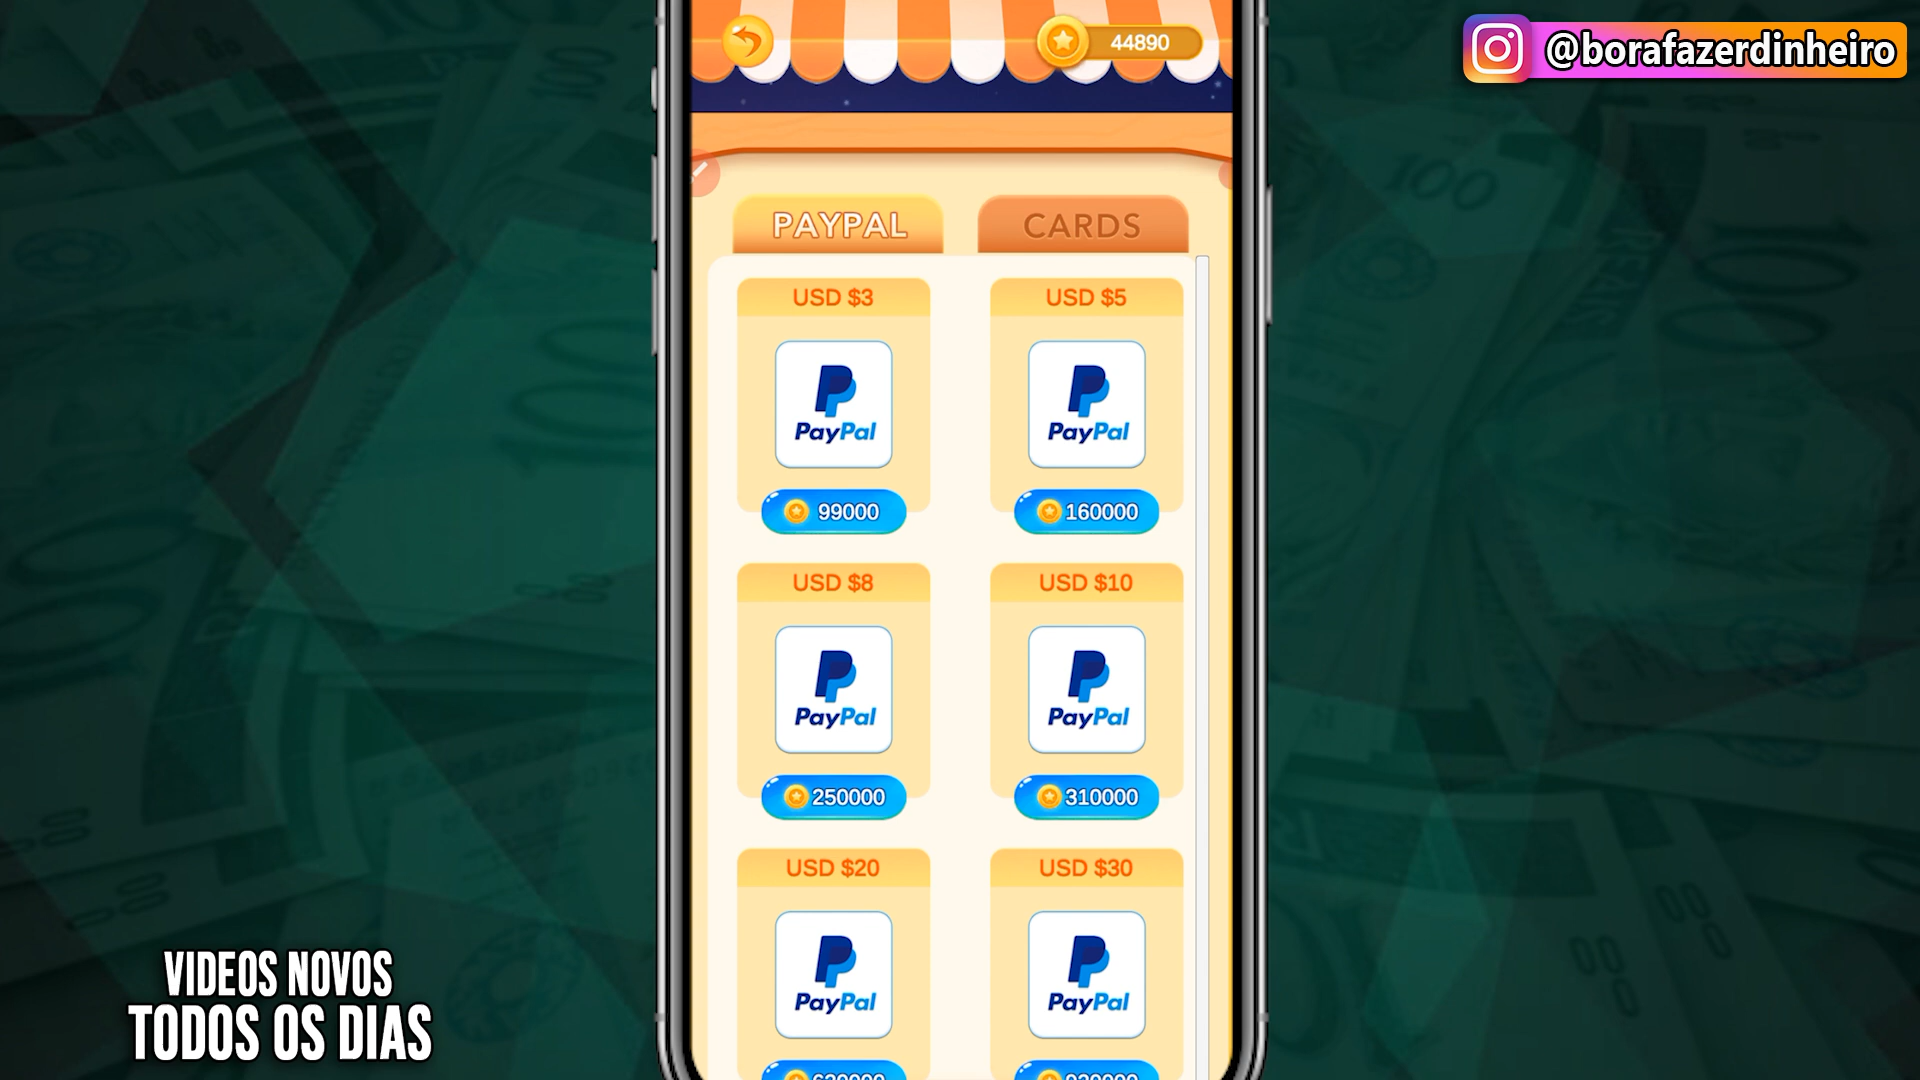 44890
@borafazerdinheiro
PAYPAL
CARDS
USD $3
USD $5
PayPal
PayPal
99000
160000
USD $8
USD $10
PayPal
PayPal
250000
310000
USD $20
USD $30
PayPal
PayPal
VIDEOS NOVOS
TODOS OS DIAS